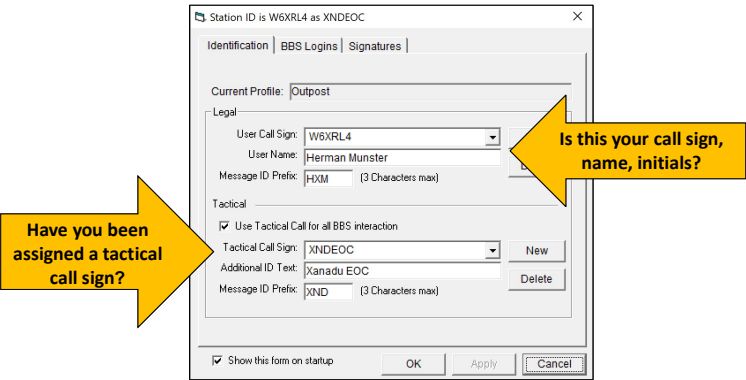 Station ID is W6XRL4 as XNDEOC
Identification BBS Logins Signatures
Current Profile: Outpost
Legal
User Call Sign: W6XRL4
User Name: Herman Munster
Message ID Prefix: HXM (3 Characters max)
Is this your call sign,
name, initials?
Tactical
Use Tactical Call for all BBS interaction
Have you been
assigned a tactical
call sign?
Tactical Call Sign: XNDEOC New
Additional ID Text: Xanadu EOC
Delete
Message ID Prefix: XND (3 Characters max)
Show this form on startup OK Apply Cancel